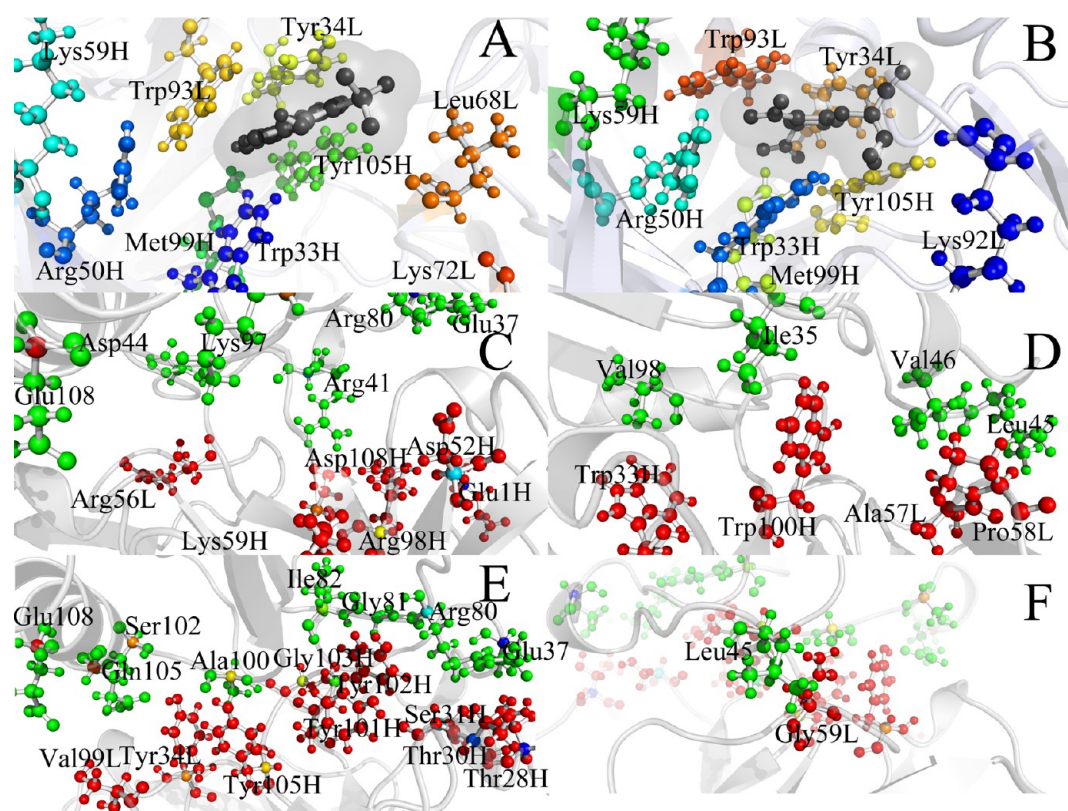 A
Lys59H
Tyr34L
Trp93L
Leu68L
Tyr105H
Met99H
Trp33H
Arg50H
Lys72L
B
Trp93L
Tyr34L
Lys59H
Tyr105H
Arg50H
Trp33H
Lys92L
Met99H
C
Arg80
Glu37
Asp44
Lys97
Arg41
Glu108
Asp52H
Asp108H
Glu1H
Arg56L
Lys59H
Arg98H
D
Ile35
Val98
Val46
Leu45
Trp33H
Trp100H
Ala57L
Pro58L
E
Ile82
Gly81
Arg80
Glu108
Ser102
Glu37
Gln105
Ala100
Gly103H
Tyr102H
Tyr101H
Ser31H
Val99L
Tyr34L
Thr30H
Tyr105H
Thr28H
F
Leu45
Gly59L